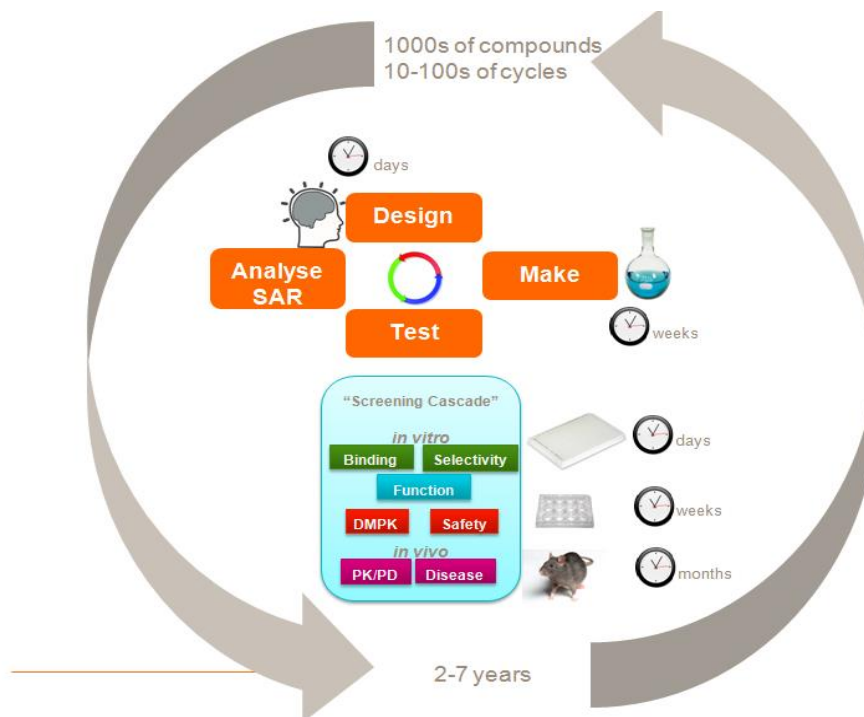 1000s of compounds
10-100s of cycles
days
Design
Analyse
SAR
Make
Test
weeks
“Screening Cascade”
in vitro
Binding
Selectivity
days
Function
weeks
DMPK
Safety
in vivo
PK/PD
Disease
months
2-7 years